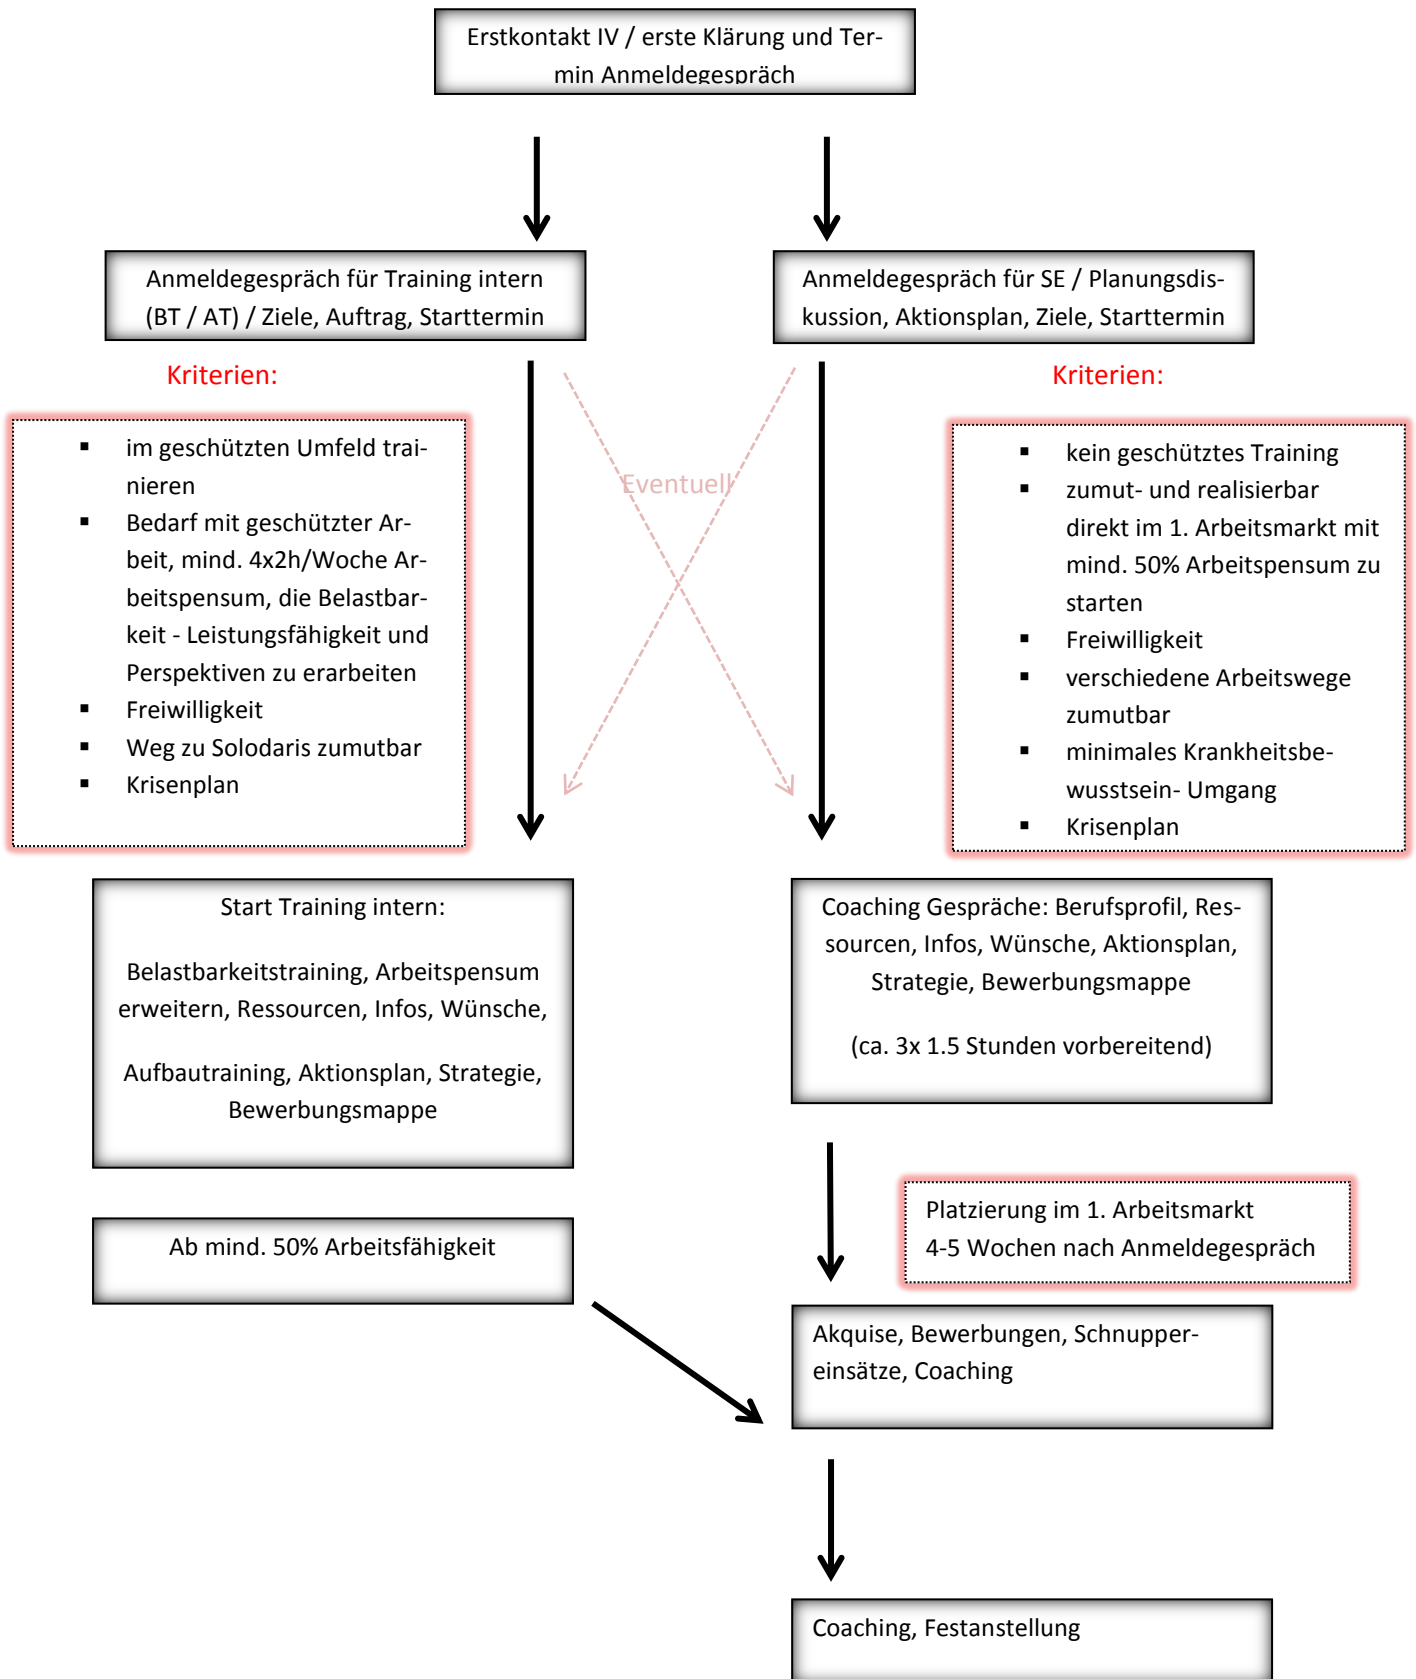 Erstkontakt IV / erste Klärung und Ter-
min Anmeldegespräch
Anmeldegespräch für Training intern
(BT / AT) / Ziele, Auftrag, Starttermin
Anmeldegespräch für SE / Planungsdis-
kussion, Aktionsplan, Ziele, Starttermin
Kriterien:
▪ im geschützten Umfeld trai-
nieren
▪ Bedarf mit geschützter Ar-
beit, mind. 4x2h/Woche Ar-
beitspensum, die Belastbar-
keit - Leistungsfähigkeit und
Perspektiven zu erarbeiten
▪ Freiwilligkeit
▪ Weg zu Solodaris zumutbar
▪ Krisenplan
Eventuell
Kriterien:
▪ kein geschütztes Training
▪ zumut- und realisierbar
direkt im 1. Arbeitsmarkt mit
mind. 50% Arbeitspensum zu
starten
▪ Freiwilligkeit
▪ verschiedene Arbeitswege
zumutbar
▪ minimales Krankheitsbe-
wusstsein- Umgang
▪ Krisenplan
Start Training intern:
Belastbarkeitstraining, Arbeitspensum
erweitern, Ressourcen, Infos, Wünsche,
Aufbautraining, Aktionsplan, Strategie,
Bewerbungsmappe
Coaching Gespräche: Berufsprofil, Res-
sourcen, Infos, Wünsche, Aktionsplan,
Strategie, Bewerbungsmappe
(ca. 3x 1.5 Stunden vorbereitend)
Ab mind. 50% Arbeitsfähigkeit
Platzierung im 1. Arbeitsmarkt
4-5 Wochen nach Anmeldegespräch
Akquise, Bewerbungen, Schnupper-
einsätze, Coaching
Coaching, Festanstellung